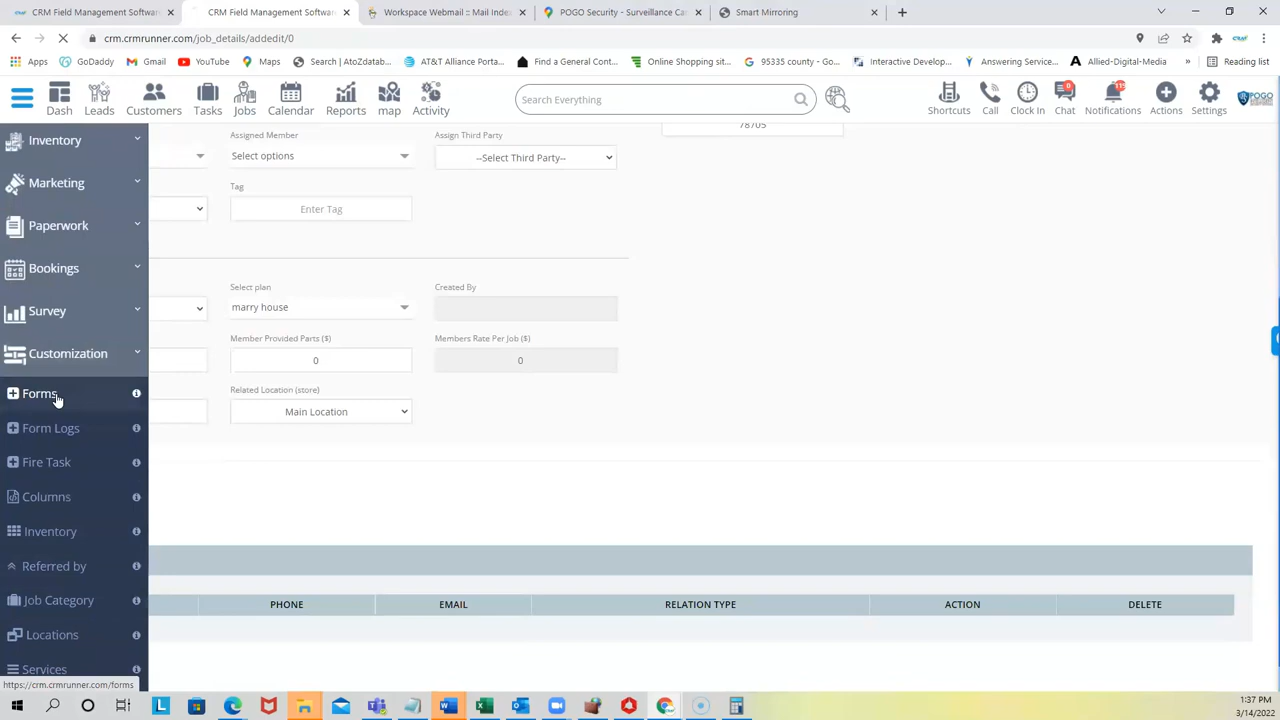 CRM Field Management Softwar
CRM Field Management Softwar
Workspace Webmail :: Mail Index
POGO Security - Surveillance Ca
Smart Mirroring
crm.crmrunner.com/job_details/addedit/0
Apps
GoDaddy
Gmail
YouTube
Maps
Search | AtoZdatab...
AT&T Alliance Porta...
Find a General Cont...
Online Shopping sit...
95335 county - Go...
Interactive Develop...
Answering Service...
Allied-Digital-Media
»
Reading list
Dash
Leads
Customers
Tasks
Jobs
Calendar
Reports
map
Activity
Search Everything
Shortcuts
Call
Clock In
Chat
Notifications
Actions
Settings
Inventory
Marketing
Paperwork
Bookings
Survey
Customization
Forms
Form Logs
Fire Task
Columns
Inventory
Referred by
Job Category
Locations
Services
Assigned Member
Assign Third Party
78705
Select options
--Select Third Party--
Tag
Enter Tag
Select plan
Created By
marry house
Member Provided Parts ($)
Members Rate Per Job ($)
0
0
Related Location (store)
Main Location
PHONE
EMAIL
RELATION TYPE
ACTION
DELETE
https://crm.crmrunner.com/forms
1:37 PM
3/14/2022